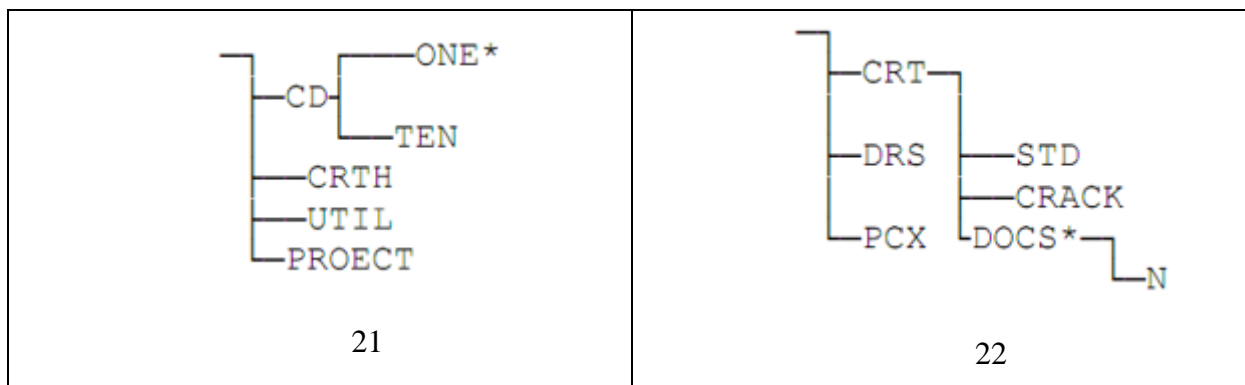 ONE*
CD
TEN
CRTH
UTIL
PROECT
21
CRT
DRS STD
CRACK
PCX DOCS*
N
22